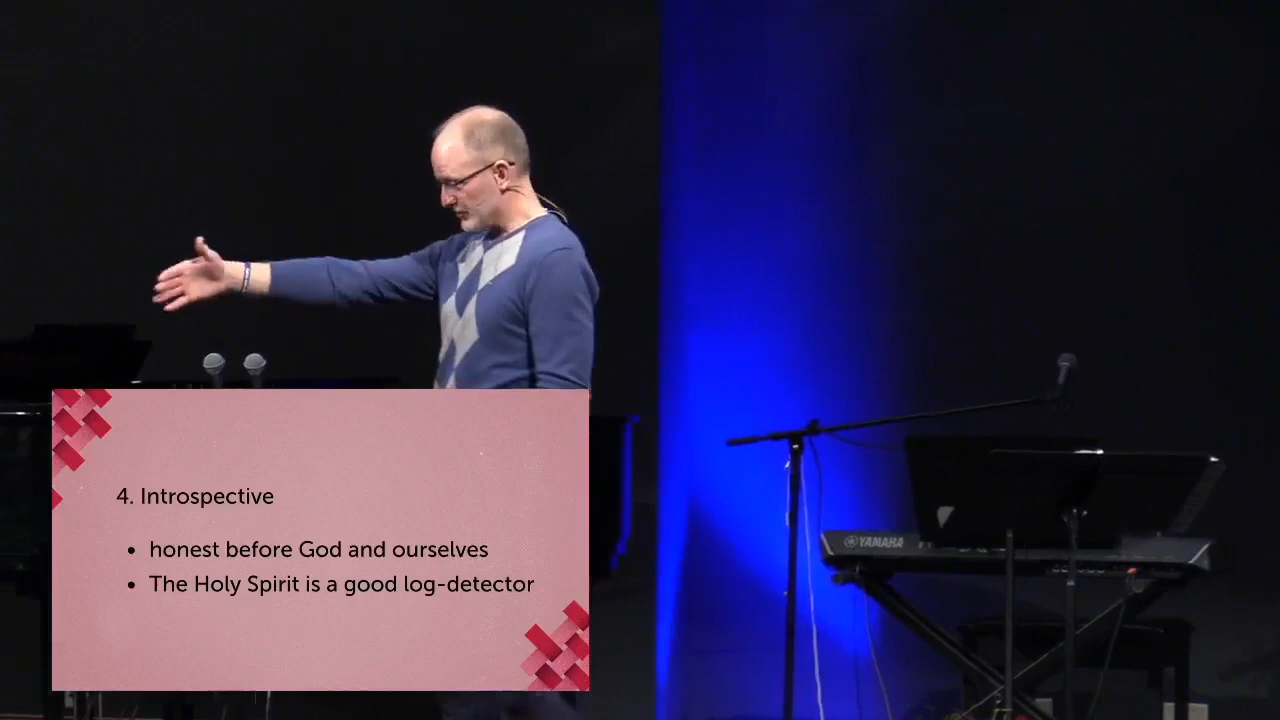 4. Introspective
• honest before God and ourselves
• The Holy Spirit is a good log-detector
YAMAHA